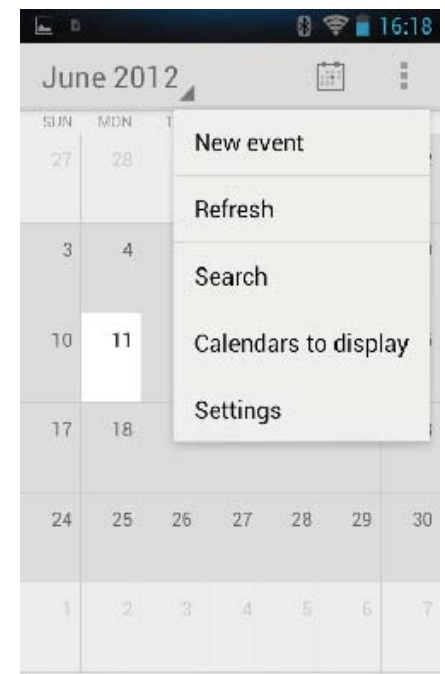 16:18
June 2012
SUN MON T
27 28
New event
Refresh
3 4
Search
10 11
Calendars to display
Settings
17 18
24 25 26 27 28 29 30
1 2 3 4 5 6 7